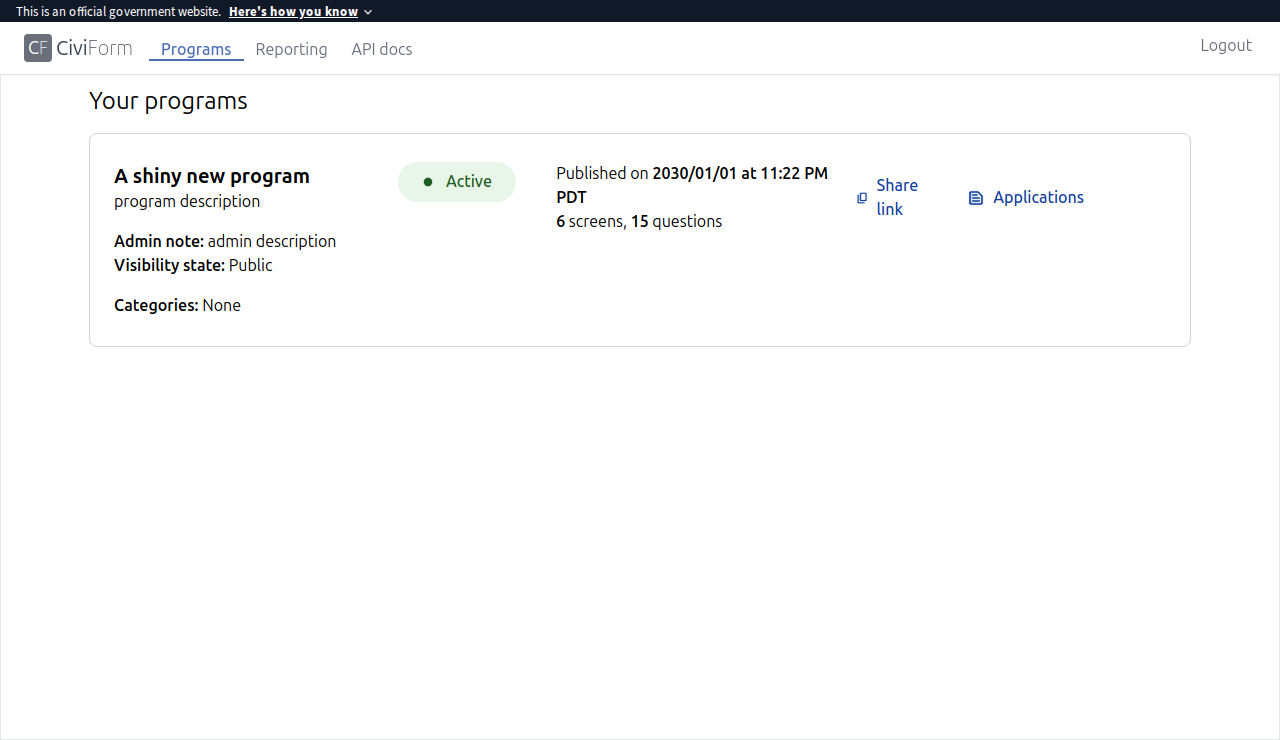 This is an official government website. Here's how you know
CF CiviForm Programs Reporting API docs Logout
Your programs
A shiny new program
program description
Admin note: admin description
Visibility state: Public
Categories: None
Active
Published on 2030/01/01 at 11:22 PM
PDT
6 screens, 15 questions
Share
link
Applications